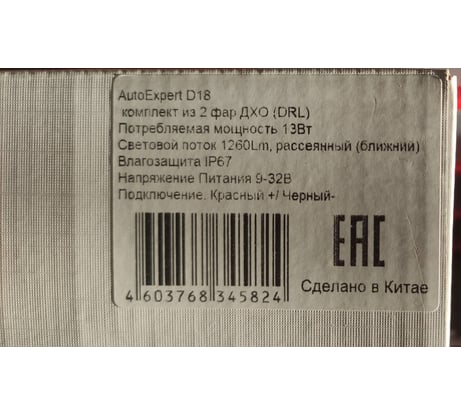 AutoExpert D18
комплект из 2 фар ДХО (DRL)
Потребляемая мощность 13Вт
Световой поток 1260Lm, рассеянный (ближний)
Влагозащита IP67
Напряжение Питания 9-32В
Подключение. Красный +/ Черный-
EAC
4 603768 345824
Сделано в Китае